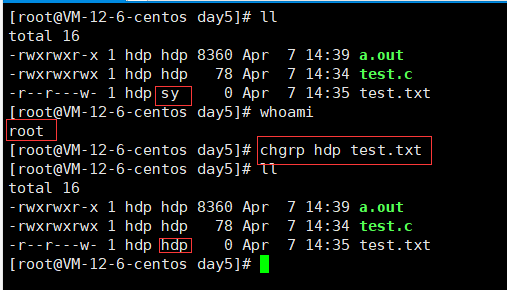 [root@VM-12-6-centos day5]# ll
total 16
-rwxrwxr-x 1 hdp hdp 8360 Apr  7 14:39 a.out
-rwxrwxrwx 1 hdp hdp   78 Apr  7 14:34 test.c
-r--r---w- 1 hdp sy     0 Apr  7 14:35 test.txt
[root@VM-12-6-centos day5]# whoami
root
[root@VM-12-6-centos day5]# chgrp hdp test.txt
[root@VM-12-6-centos day5]# ll
total 16
-rwxrwxr-x 1 hdp hdp 8360 Apr  7 14:39 a.out
-rwxrwxrwx 1 hdp hdp   78 Apr  7 14:34 test.c
-r--r---w- 1 hdp hdp    0 Apr  7 14:35 test.txt
[root@VM-12-6-centos day5]#